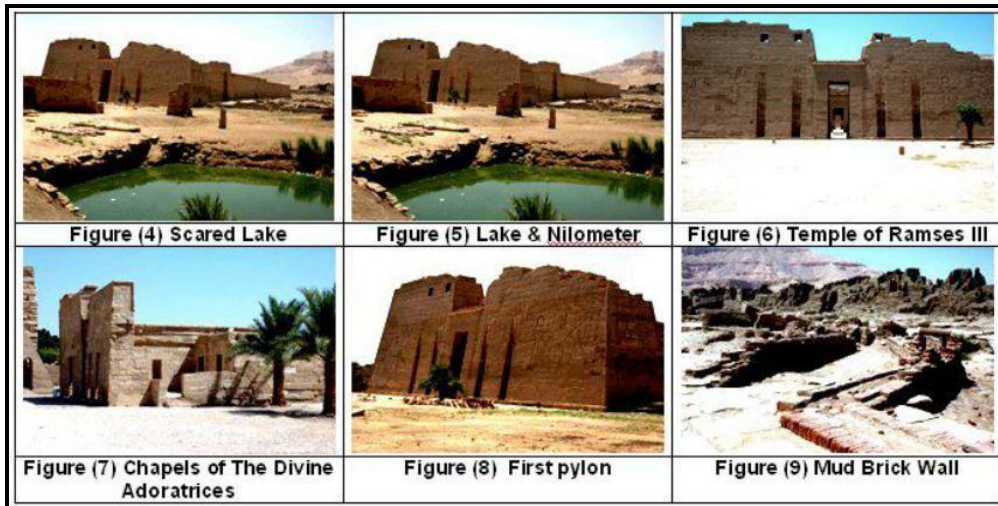 Figure (4) Scared Lake
Figure (5) Lake & Nilometer
Figure (6) Temple of Ramses III
Figure (7) Chapels of The Divine
Adoratrices
Figure (8) First pylon
Figure (9) Mud Brick Wall